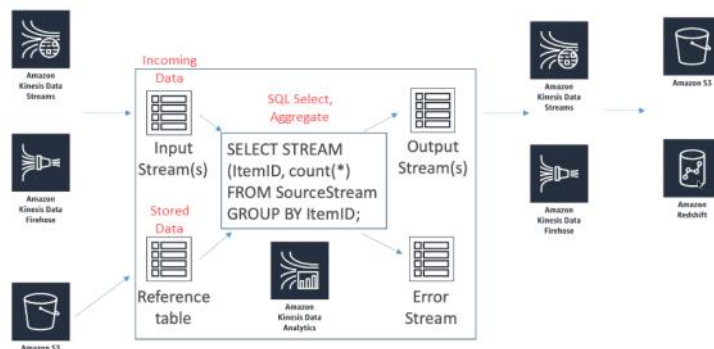 Amazon
Kinesis Data
Streams
Amazon
Kinesis Data
Firehose
Amazon S3
Incoming
Data
Input
Stream(s)
Stored
Data
Reference
table
SQL Select,
Aggregate
SELECT STREAM
(ItemID, count(*)
FROM SourceStream
GROUP BY ItemID;
Amazon
Kinesis Data
Analytics
Output
Stream(s)
Error
Stream
Amazon
Kinesis Data
Streams
Amazon
Kinesis Data
Firehose
Amazon S3
Amazon
Redshift